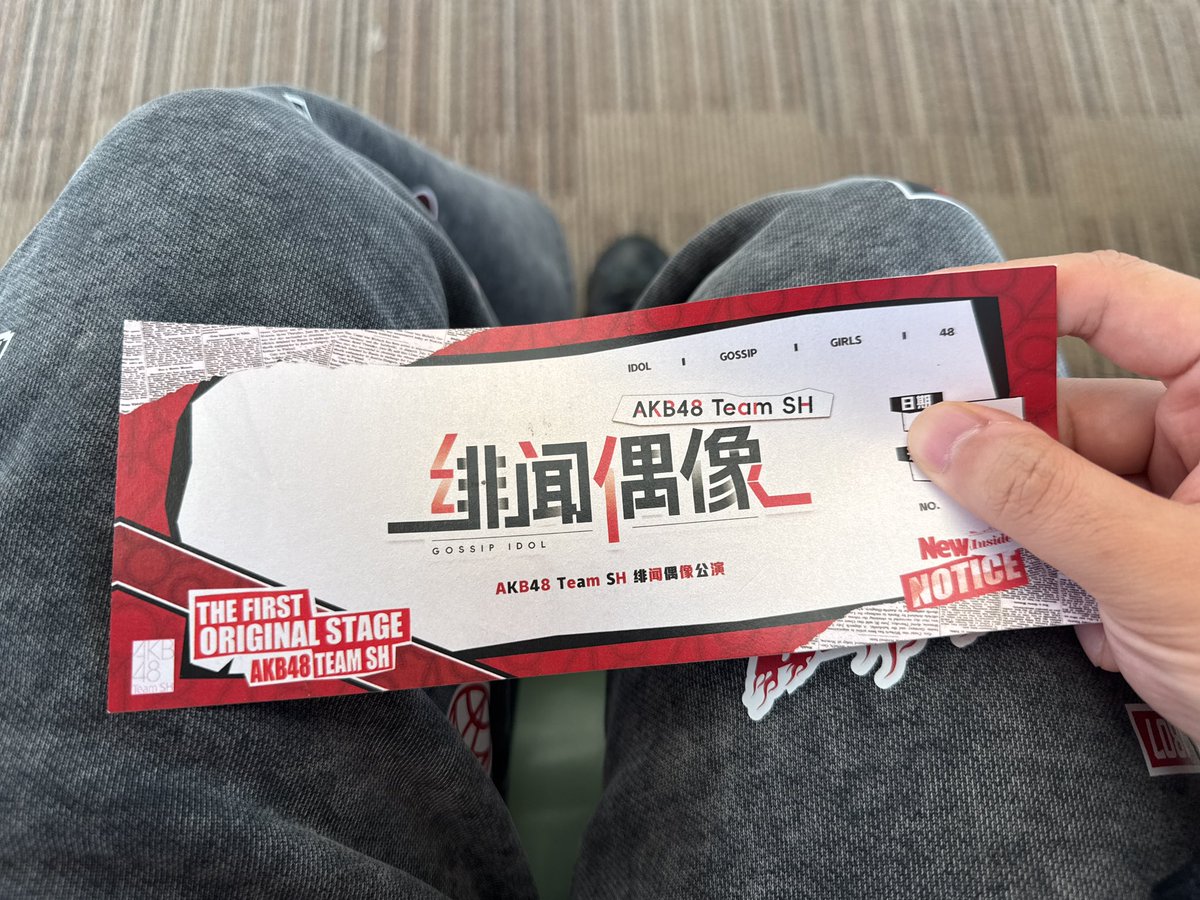 IDOL I GOSSIP I GIRLS I 48
AKB48 Team SH
日期
绯闻偶像
GOSSIP IDOL
NO.
AKB48 Team SH 绯闻偶像公演
New Inside
NOTICE
THE FIRST
ORIGINAL STAGE
AKB48 TEAM SH
AKB
48
Team SH